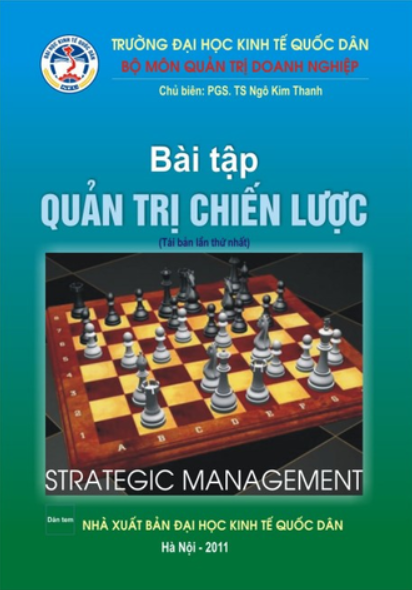 TRƯỜNG ĐẠI HỌC KINH TẾ QUỐC DÂN
BỘ MÔN QUẢN TRỊ DOANH NGHIỆP
Chủ biên: PGS. TS Ngô Kim Thanh
Bài tập
QUẢN TRỊ CHIẾN LƯỢC
(Tái bản lần thứ nhất)
STRATEGIC MANAGEMENT
Dán tem
NHÀ XUẤT BẢN ĐẠI HỌC KINH TẾ QUỐC DÂN
Hà Nội - 2011